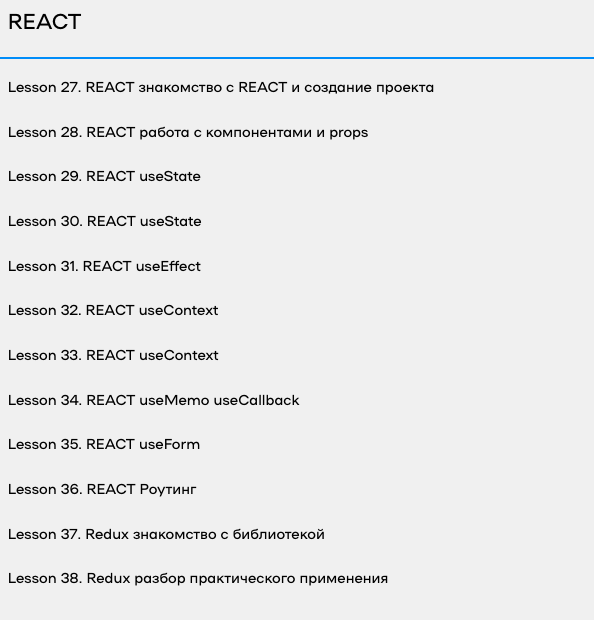 REACT
Lesson 27. REACT знакомство с REACT и создание проекта
Lesson 28. REACT работа с компонентами и props
Lesson 29. REACT useState
Lesson 30. REACT useState
Lesson 31. REACT useEffect
Lesson 32. REACT useContext
Lesson 33. REACT useContext
Lesson 34. REACT useMemo useCallback
Lesson 35. REACT useForm
Lesson 36. REACT Роутинг
Lesson 37. Redux знакомство с библиотекой
Lesson 38. Redux разбор практического применения